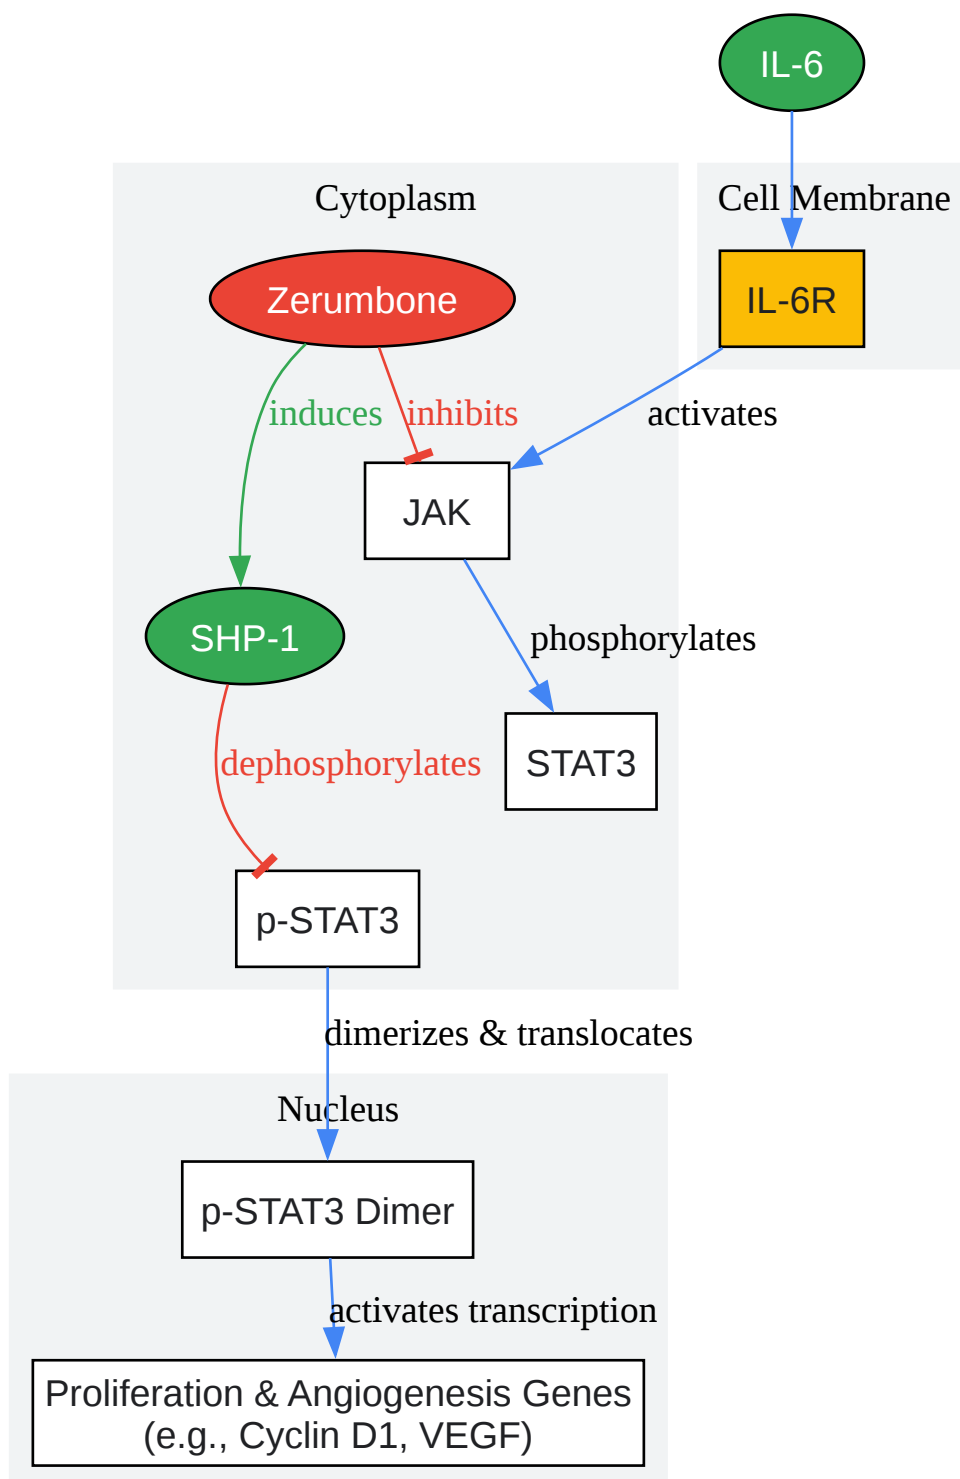 IL-6
Cytoplasm
Cell Membrane
Zerumbone
IL-6R
induces
inhibits
activates
JAK
SHP-1
phosphorylates
dephosphorylates
STAT3
p-STAT3
dimerizes & translocates
Nucleus
p-STAT3 Dimer
activates transcription
Proliferation & Angiogenesis Genes
(e.g., Cyclin D1, VEGF)